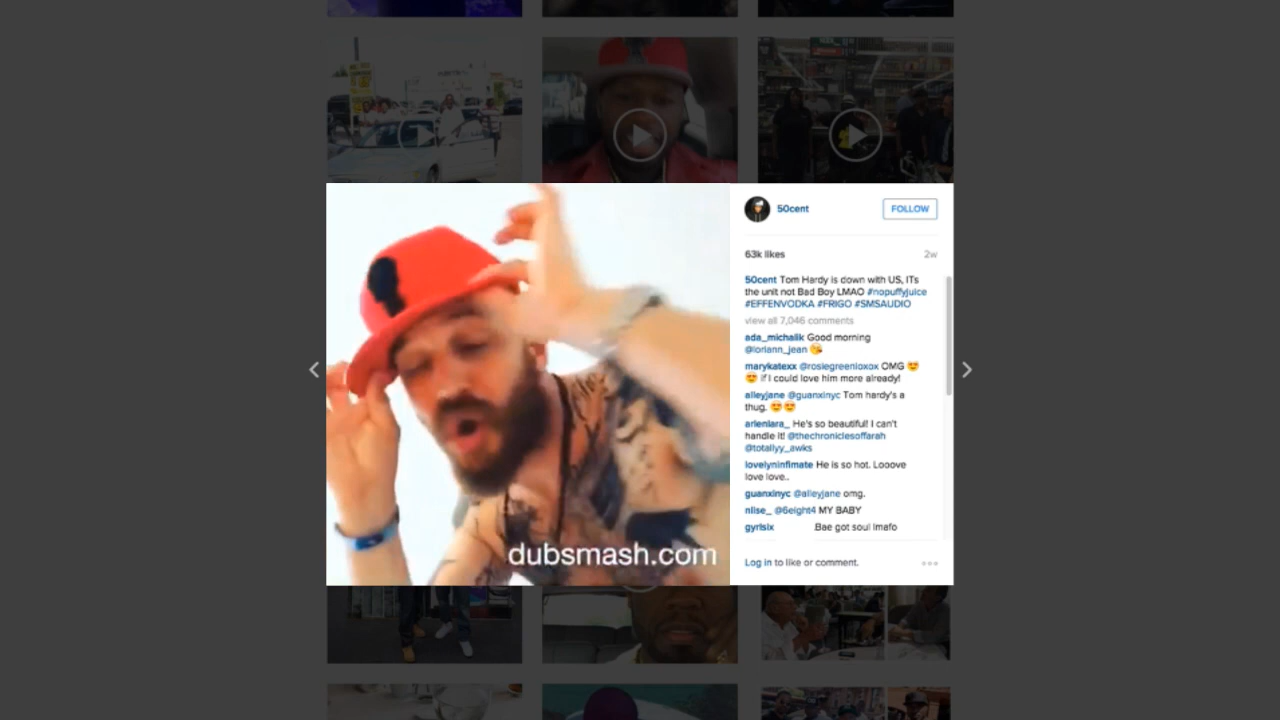 dubsmash.com
50cent
FOLLOW
63k likes
2w
50cent Tom Hardy is down with US, ITs
the unit not Bad Boy LMAO #nopuffyjuice
#EFFENVODKA #FRIGO #SMSAUDIO
view all 7,046 comments
ada_michalik Good morning
@loriann_jean 😘
marykatexx @rosiegreenloxox OMG 😍
😍 if I could love him more already!
alleyjane @guanxinyc Tom hardy's a
thug. 😍😍
arlenlara_ He's so beautiful! I can't
handle it! @thechroniclesoffarah
@totallyy_awks
lovelyninfimate He is so hot. Looove
love love..
guanxinyc @alleyjane omg.
nlise_ @6eight4 MY BABY
gyrlsix Bae got soul lmafo
Log in to like or comment.